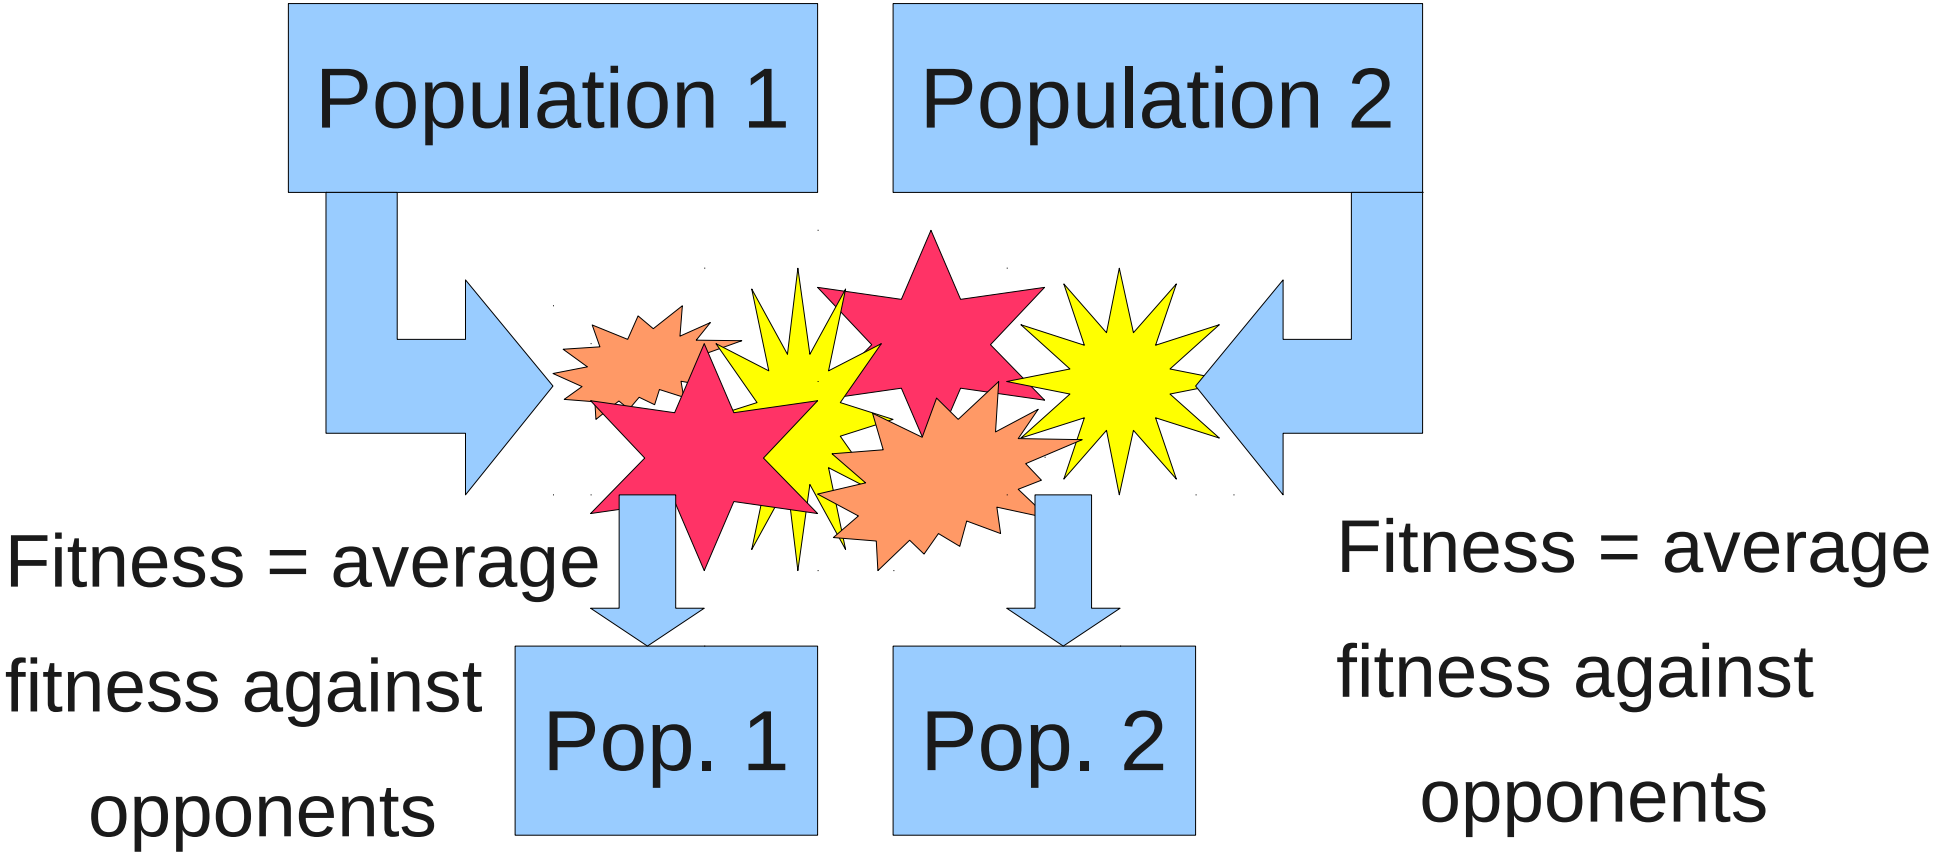 Population 1
Population 2
Fitness = average
fitness against
opponents
Pop. 1
Pop. 2
Fitness = average
fitness against
opponents